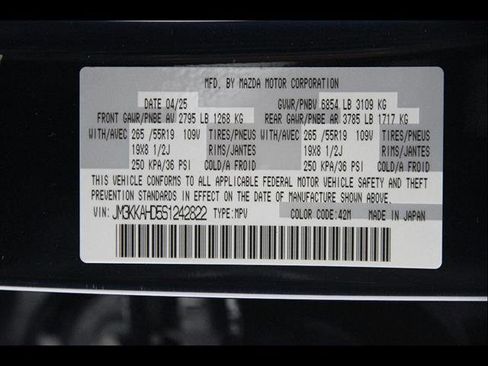 MFD. BY MAZDA MOTOR CORPORATION
DATE 04/25 GVWR/PNBV 6854 LB 3109 KG
FRONT GAWR/PNBE AV 2795 LB 1268 KG REAR GAWR/PNBE AR 3785 LB 1717 KG
WITH/AVEC 265 /55R19 109V TIRES/PNEUS WITH/AVEC 265 /55R19 109V TIRES/PNEUS
19X8 1/2J RIMS/JANTES 19X8 1/2J RIMS/JANTES
250 KPA/36 PSI COLD/A FROID 250 KPA/36 PSI COLD/A FROID
THIS VEHICLE CONFORMS TO ALL APPLICABLE FEDERAL MOTOR VEHICLE SAFETY AND THEFT
PREVENTION STANDARDS IN EFFECT ON THE DATE OF MANUFACTURE SHOWN ABOVE.
VIN: JM3KKAHD5S1242822 TYPE:MPV COLOR CODE:42M MADE IN JAPAN